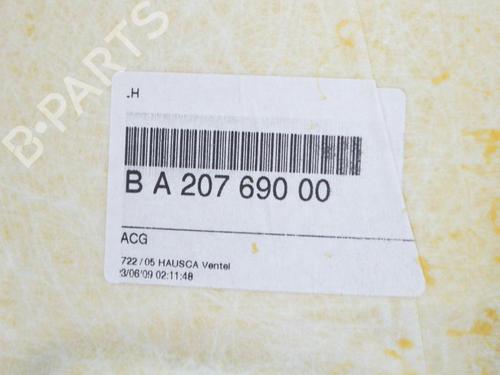 B-PARTS
.H
B A 207 690 00
ACG
722 / 05 HAUSCA Ventel
3/06/09 02:11:48